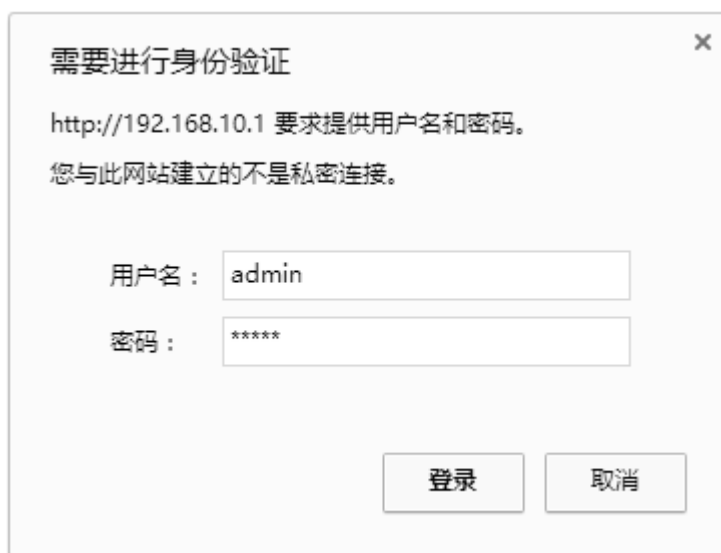 需要进行身份验证
http://192.168.10.1 要求提供用户名和密码。
您与此网站建立的不是私密连接。
用户名： admin
密码： *****
登录 取消